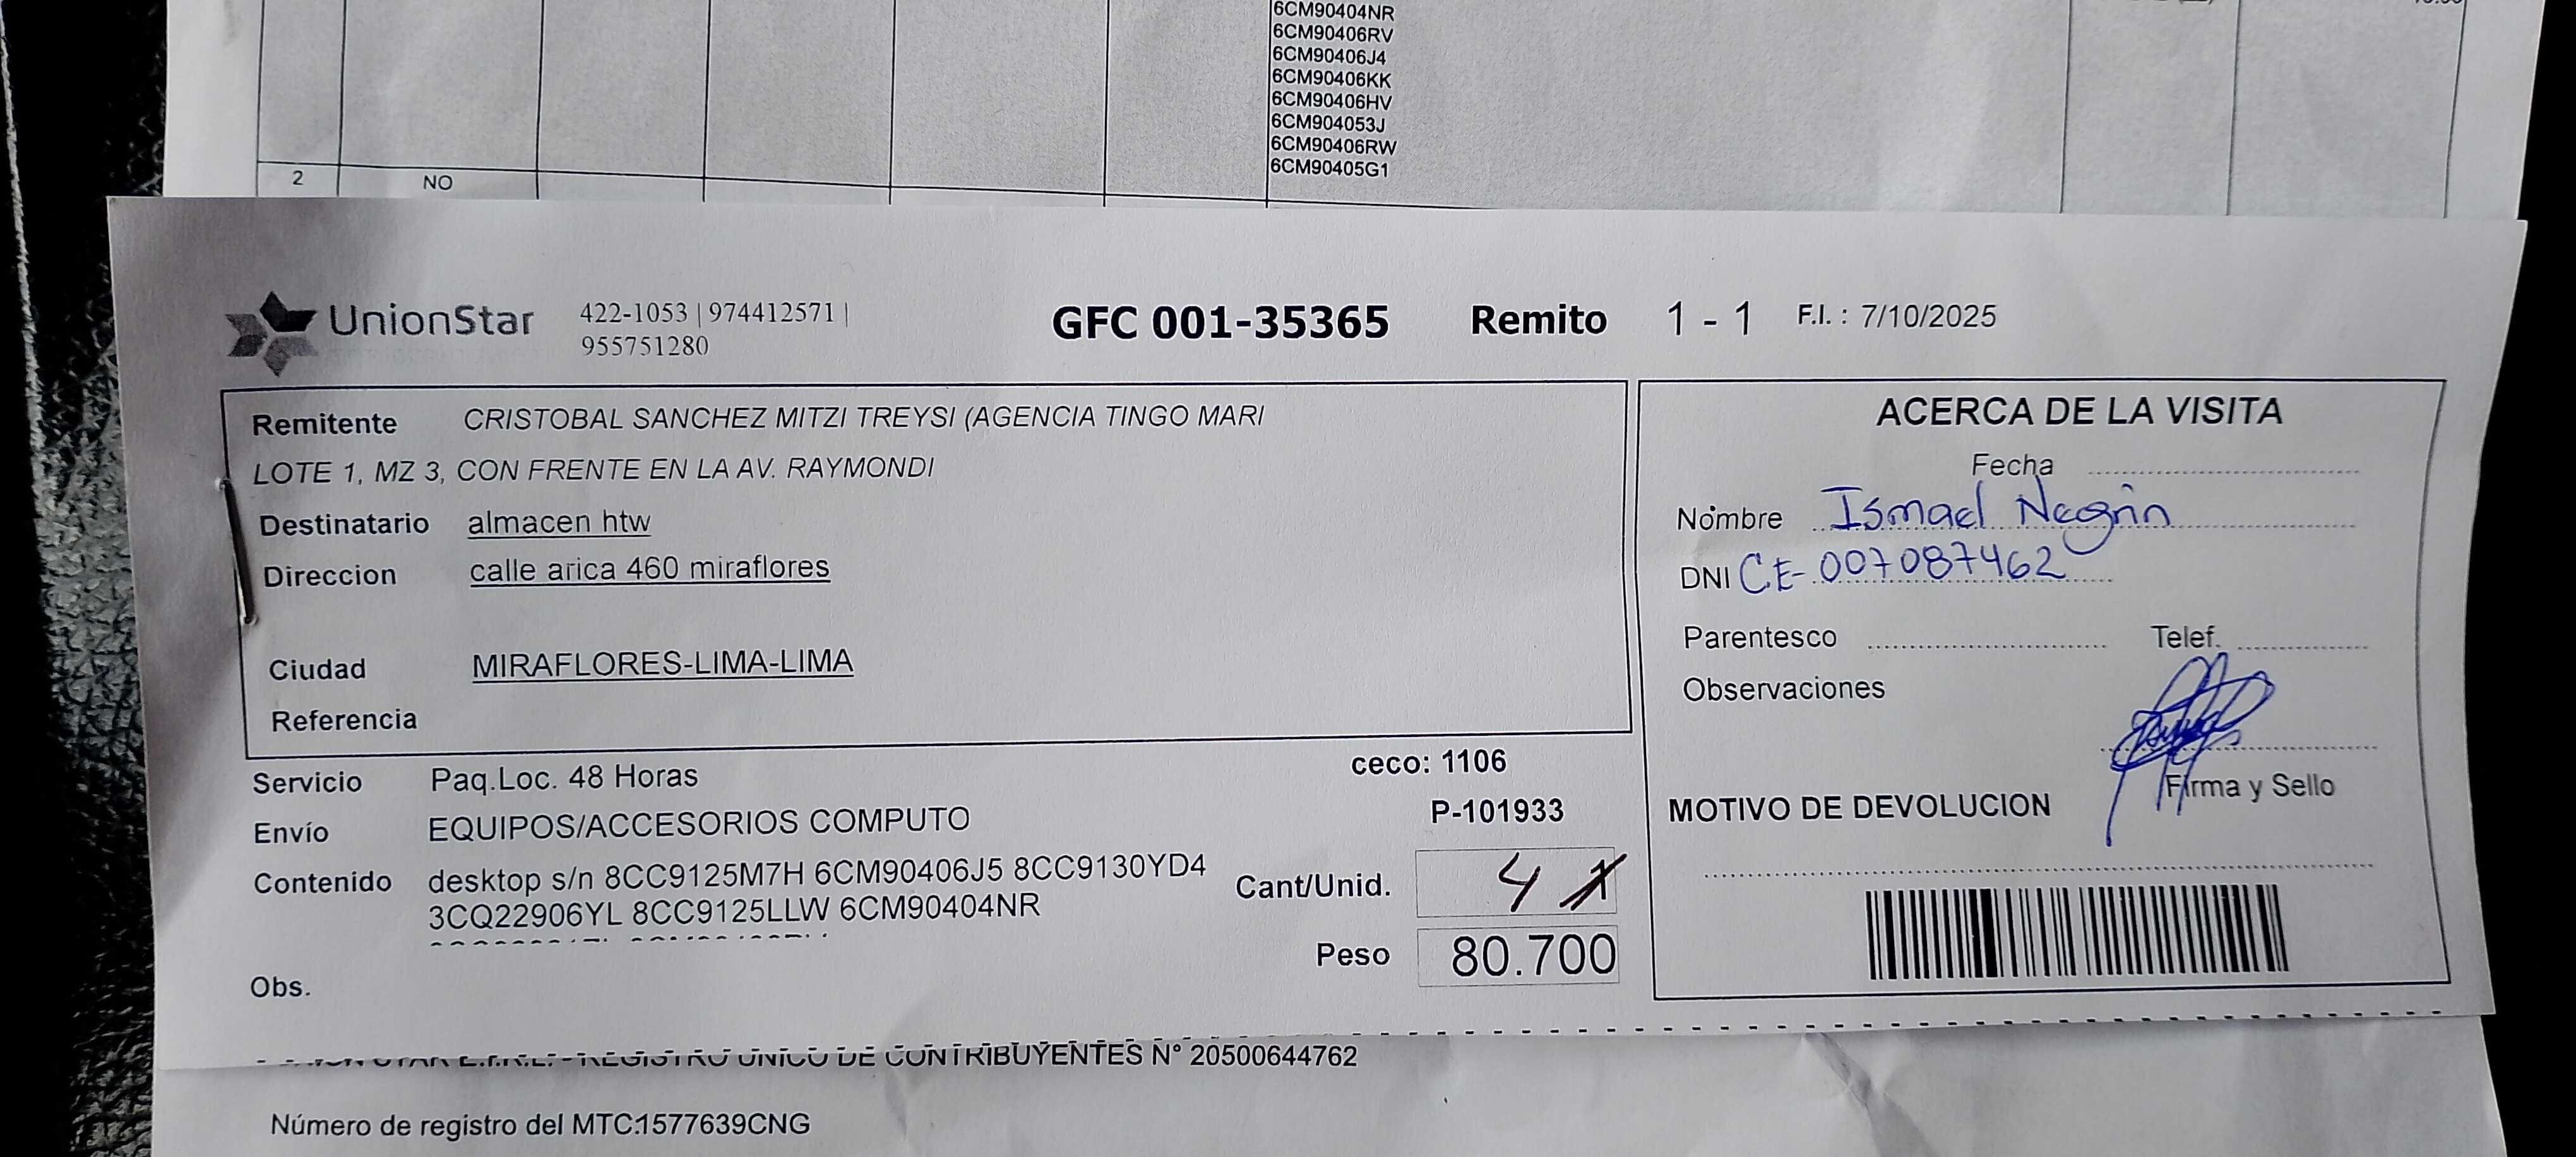 6CM90404NR
6CM90406RV
6CM90406J4
6CM90406KK
6CM90406HV
6CM904053J
6CM90406RW
6CM90405G1
2 NO
UnionStar 422-1053 | 974412571 |
955751280
GFC 001-35365 Remito 1 - 1 F.I. : 7/10/2025
Remitente CRISTOBAL SANCHEZ MITZI TREYSI (AGENCIA TINGO MARI
LOTE 1, MZ 3, CON FRENTE EN LA AV. RAYMONDI
Destinatario almacen htw
Direccion calle arica 460 miraflores
Ciudad MIRAFLORES-LIMA-LIMA
Referencia
Servicio Paq.Loc. 48 Horas
ceco: 1106
Envío EQUIPOS/ACCESORIOS COMPUTO
P-101933
Contenido desktop s/n 8CC9125M7H 6CM90406J5 8CC9130YD4
3CQ22906YL 8CC9125LLW 6CM90404NR
Cant/Unid. 4
Peso 80.700
Obs.
ACERCA DE LA VISITA
Fecha
Nombre Ismael Negrin
DNI CE-007087462
Parentesco Telef.
Observaciones
Firma y Sello
MOTIVO DE DEVOLUCION
STAR E.I.R.L. - REGISTRO UNICO DE CONTRIBUYENTES N° 20500644762
Número de registro del MTC:1577639CNG